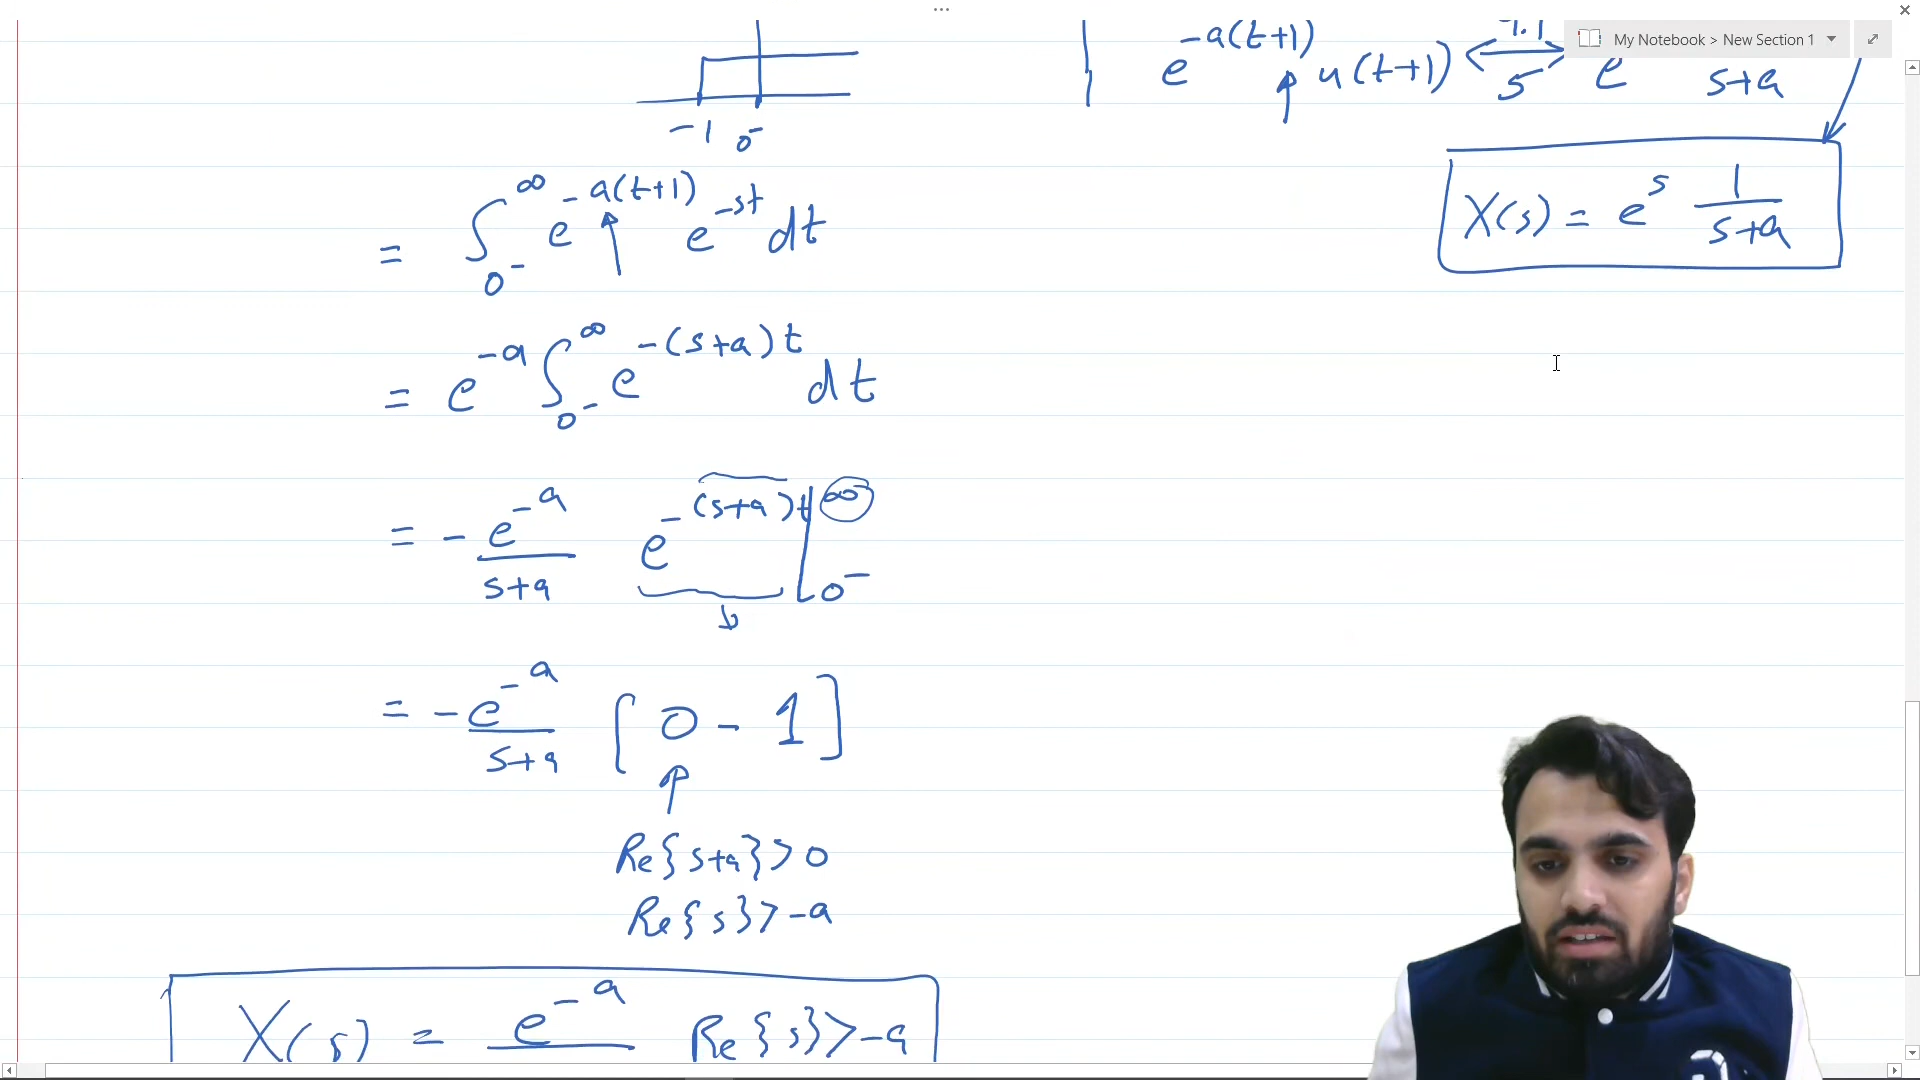 My Notebook > New Section 1
e^{-a(t+1)} u(t+1) ⟷ e 1/(s+a)
s
-1 0⁻
X(s) = e^s 1/(s+a)
= ∫_{0⁻}^{∞} e^{-a(t+1)} e^{-st} dt
= e^{-a} ∫_{0⁻}^{∞} e^{-(s+a)t} dt
= - e^{-a}/(s+a) e^{-(s+a)t} |_{0⁻}^{∞}
= - e^{-a}/(s+a) [0 - 1]
Re{s+a}>0
Re{s}>-a
X(s) = e^{-a} Re{s}>-a